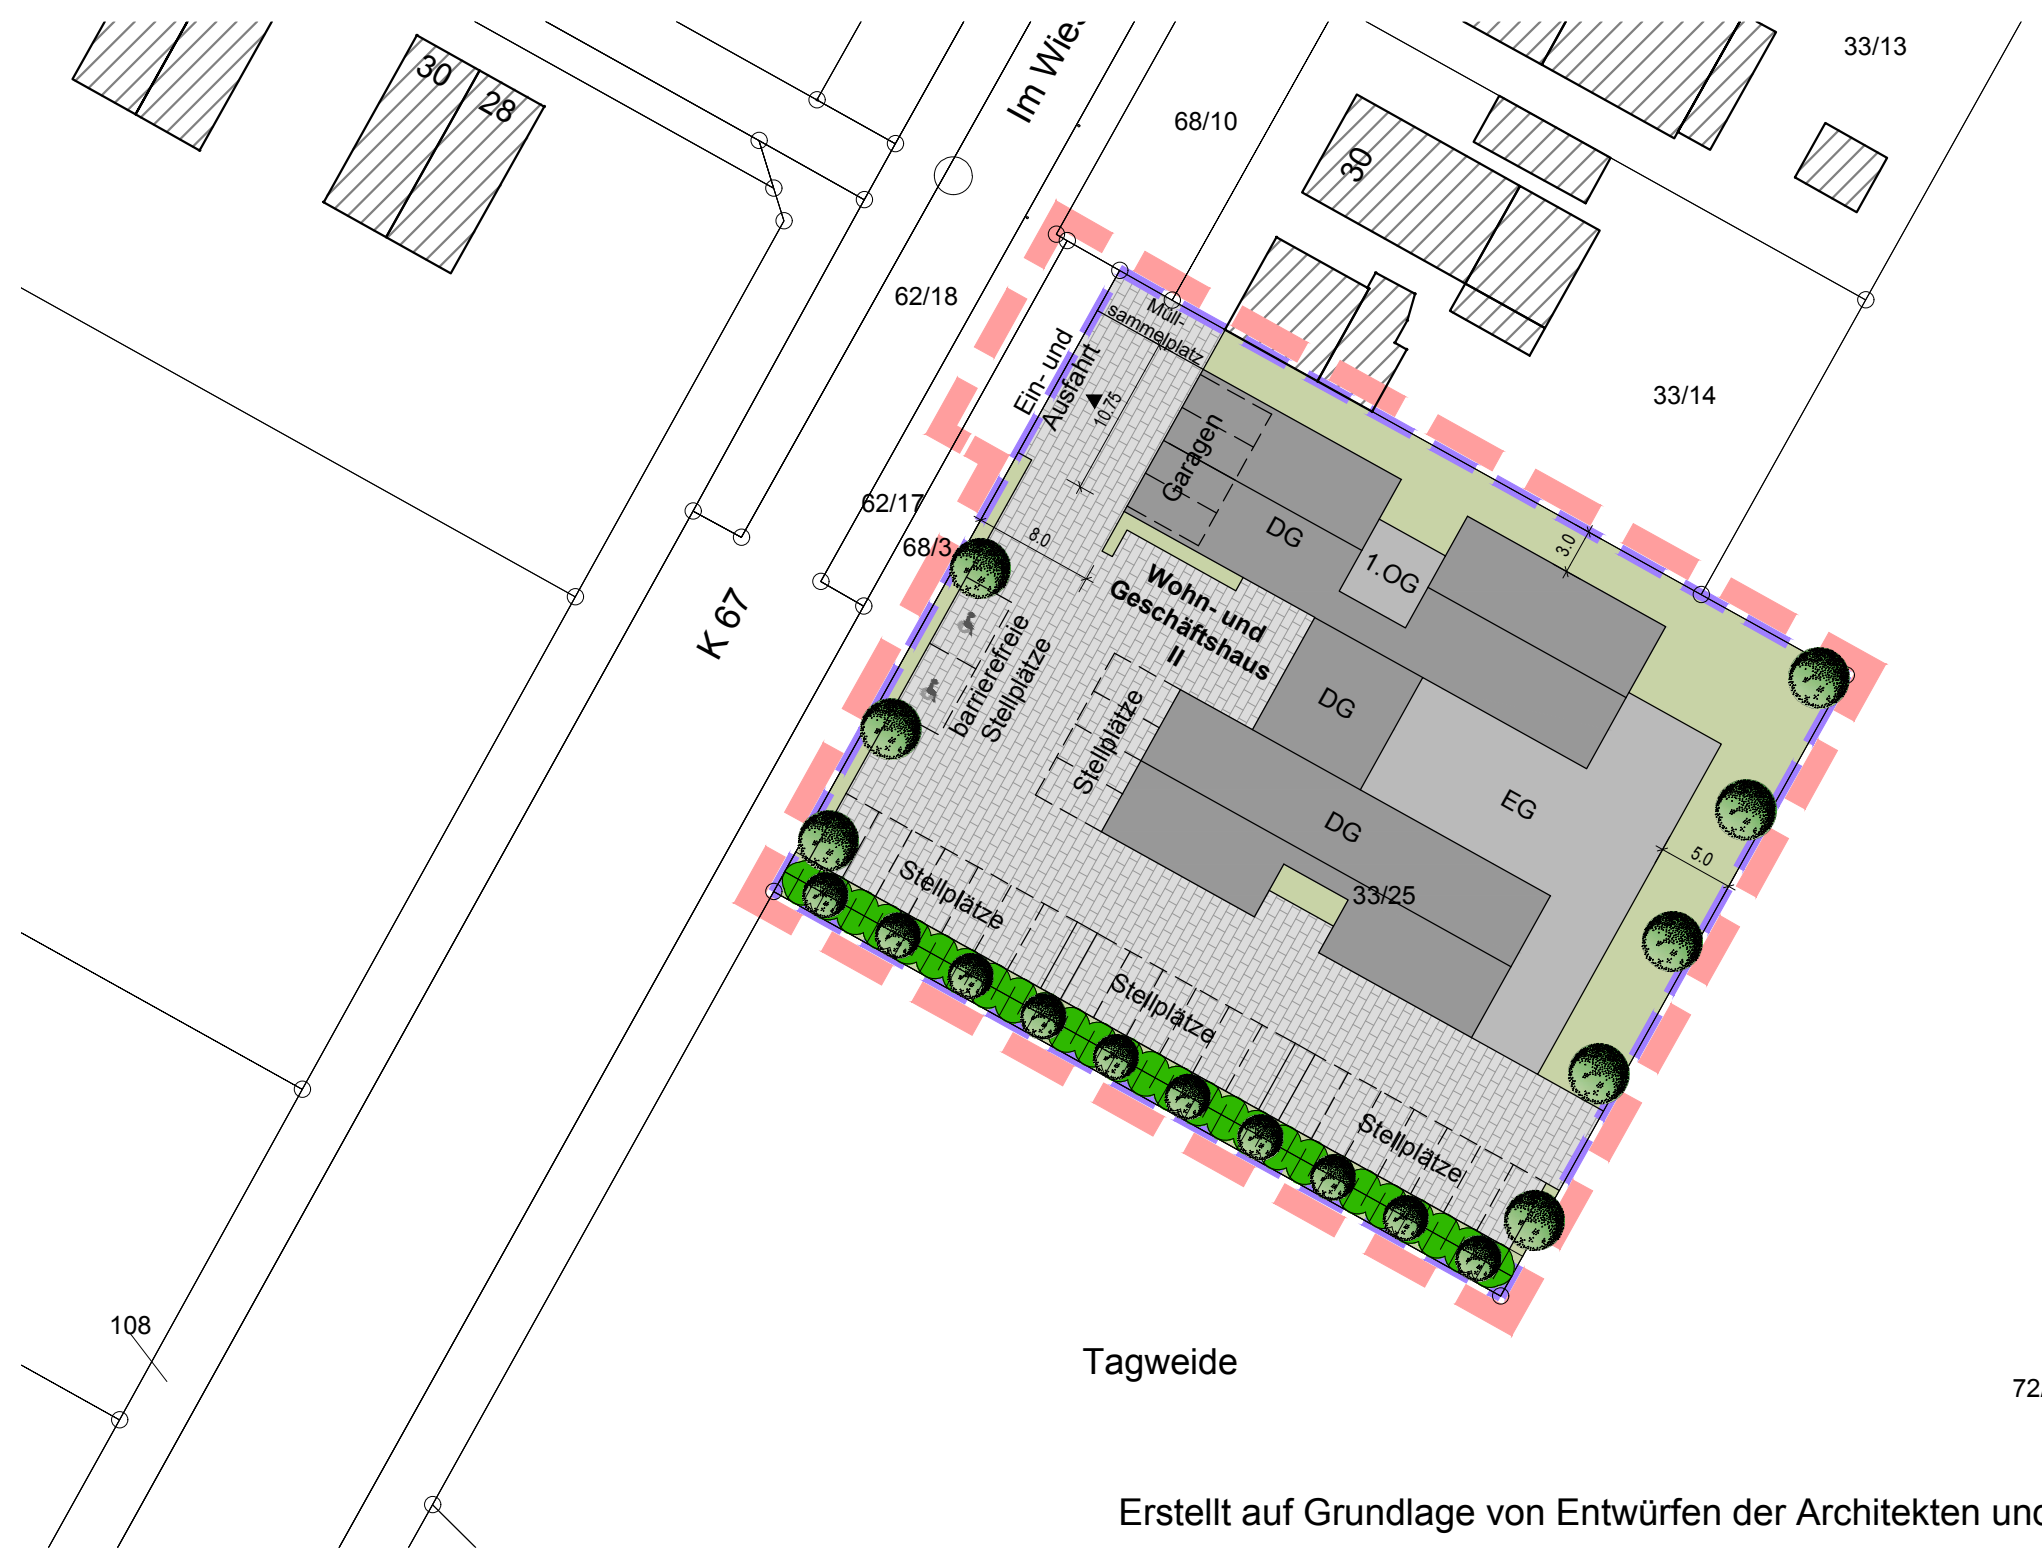 33/13
30
28
Im Wies
68/10
30
62/18
Müll-
sammelplatz
Ein- und
Ausfahrt
10.75
33/14
Garagen
62/17
68/3
8.0
DG
1.OG
3.0
Wohn- und
Geschäftshaus
II
K 67
barrierefreie
Stellplätze
Stellplätze
DG
EG
DG
5.0
33/25
Stellplätze
Stellplätze
Stellplätze
108
Tagweide
72/
Erstellt auf Grundlage von Entwürfen der Architekten und